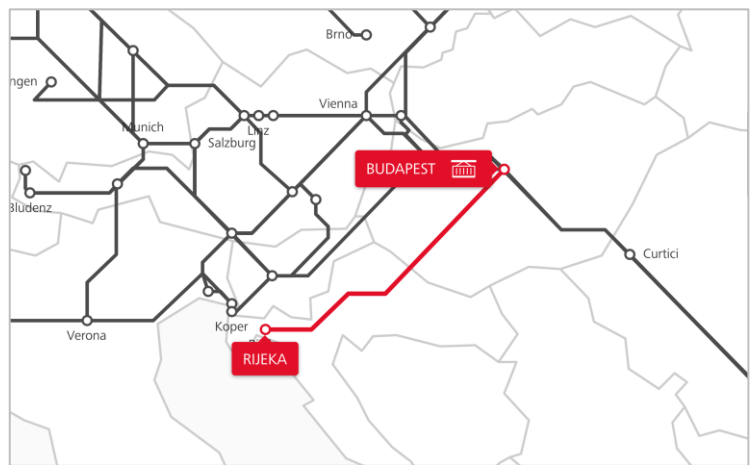 Brno
ngen
Vienna
Munich
Linz
Salzburg
BUDAPEST
Bludenz
Curtici
Koper
Verona
RIJEKA